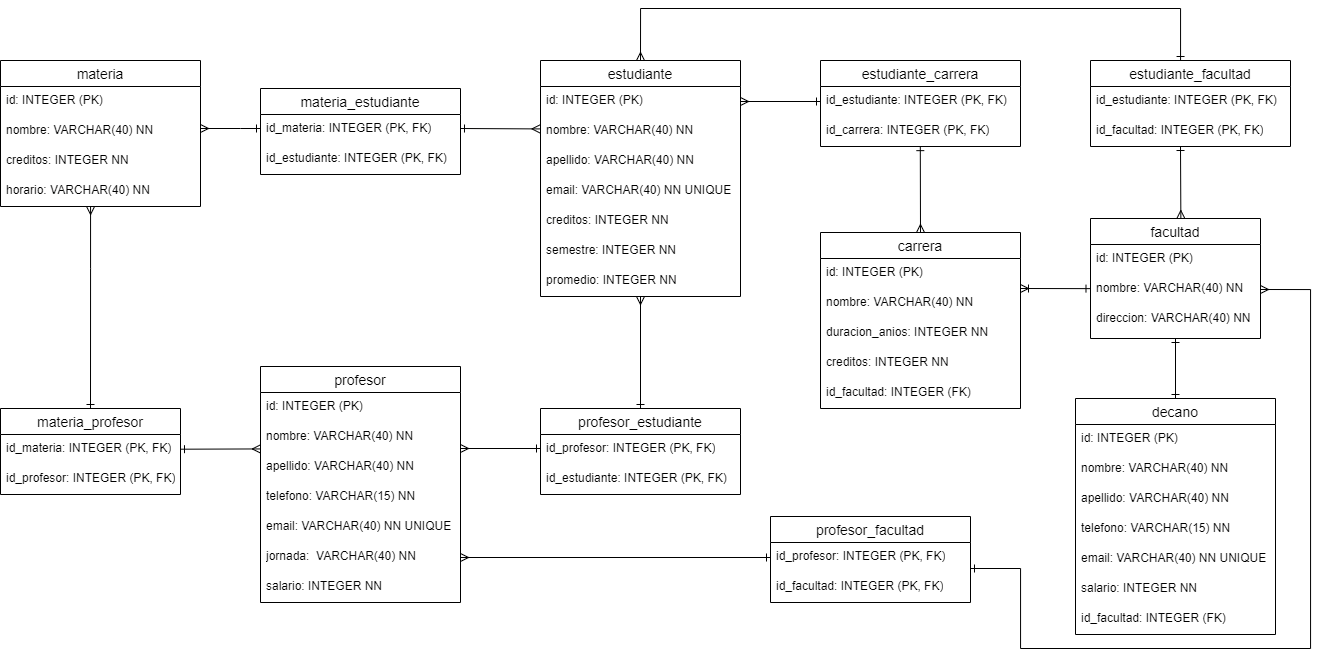 materia
id: INTEGER (PK)
nombre: VARCHAR(40) NN
creditos: INTEGER NN
horario: VARCHAR(40) NN
materia_estudiante
id_materia: INTEGER (PK, FK)
id_estudiante: INTEGER (PK, FK)
estudiante
id: INTEGER (PK)
nombre: VARCHAR(40) NN
apellido: VARCHAR(40) NN
email: VARCHAR(40) NN UNIQUE
creditos: INTEGER NN
semestre: INTEGER NN
promedio: INTEGER NN
estudiante_carrera
id_estudiante: INTEGER (PK, FK)
id_carrera: INTEGER (PK, FK)
estudiante_facultad
id_estudiante: INTEGER (PK, FK)
id_facultad: INTEGER (PK, FK)
carrera
id: INTEGER (PK)
nombre: VARCHAR(40) NN
duracion_anios: INTEGER NN
creditos: INTEGER NN
id_facultad: INTEGER (FK)
facultad
id: INTEGER (PK)
nombre: VARCHAR(40) NN
direccion: VARCHAR(40) NN
materia_profesor
id_materia: INTEGER (PK, FK)
id_profesor: INTEGER (PK, FK)
profesor
id: INTEGER (PK)
nombre: VARCHAR(40) NN
apellido: VARCHAR(40) NN
telefono: VARCHAR(15) NN
email: VARCHAR(40) NN UNIQUE
jornada: VARCHAR(40) NN
salario: INTEGER NN
profesor_estudiante
id_profesor: INTEGER (PK, FK)
id_estudiante: INTEGER (PK, FK)
profesor_facultad
id_profesor: INTEGER (PK, FK)
id_facultad: INTEGER (PK, FK)
decano
id: INTEGER (PK)
nombre: VARCHAR(40) NN
apellido: VARCHAR(40) NN
telefono: VARCHAR(15) NN
email: VARCHAR(40) NN UNIQUE
salario: INTEGER NN
id_facultad: INTEGER (FK)